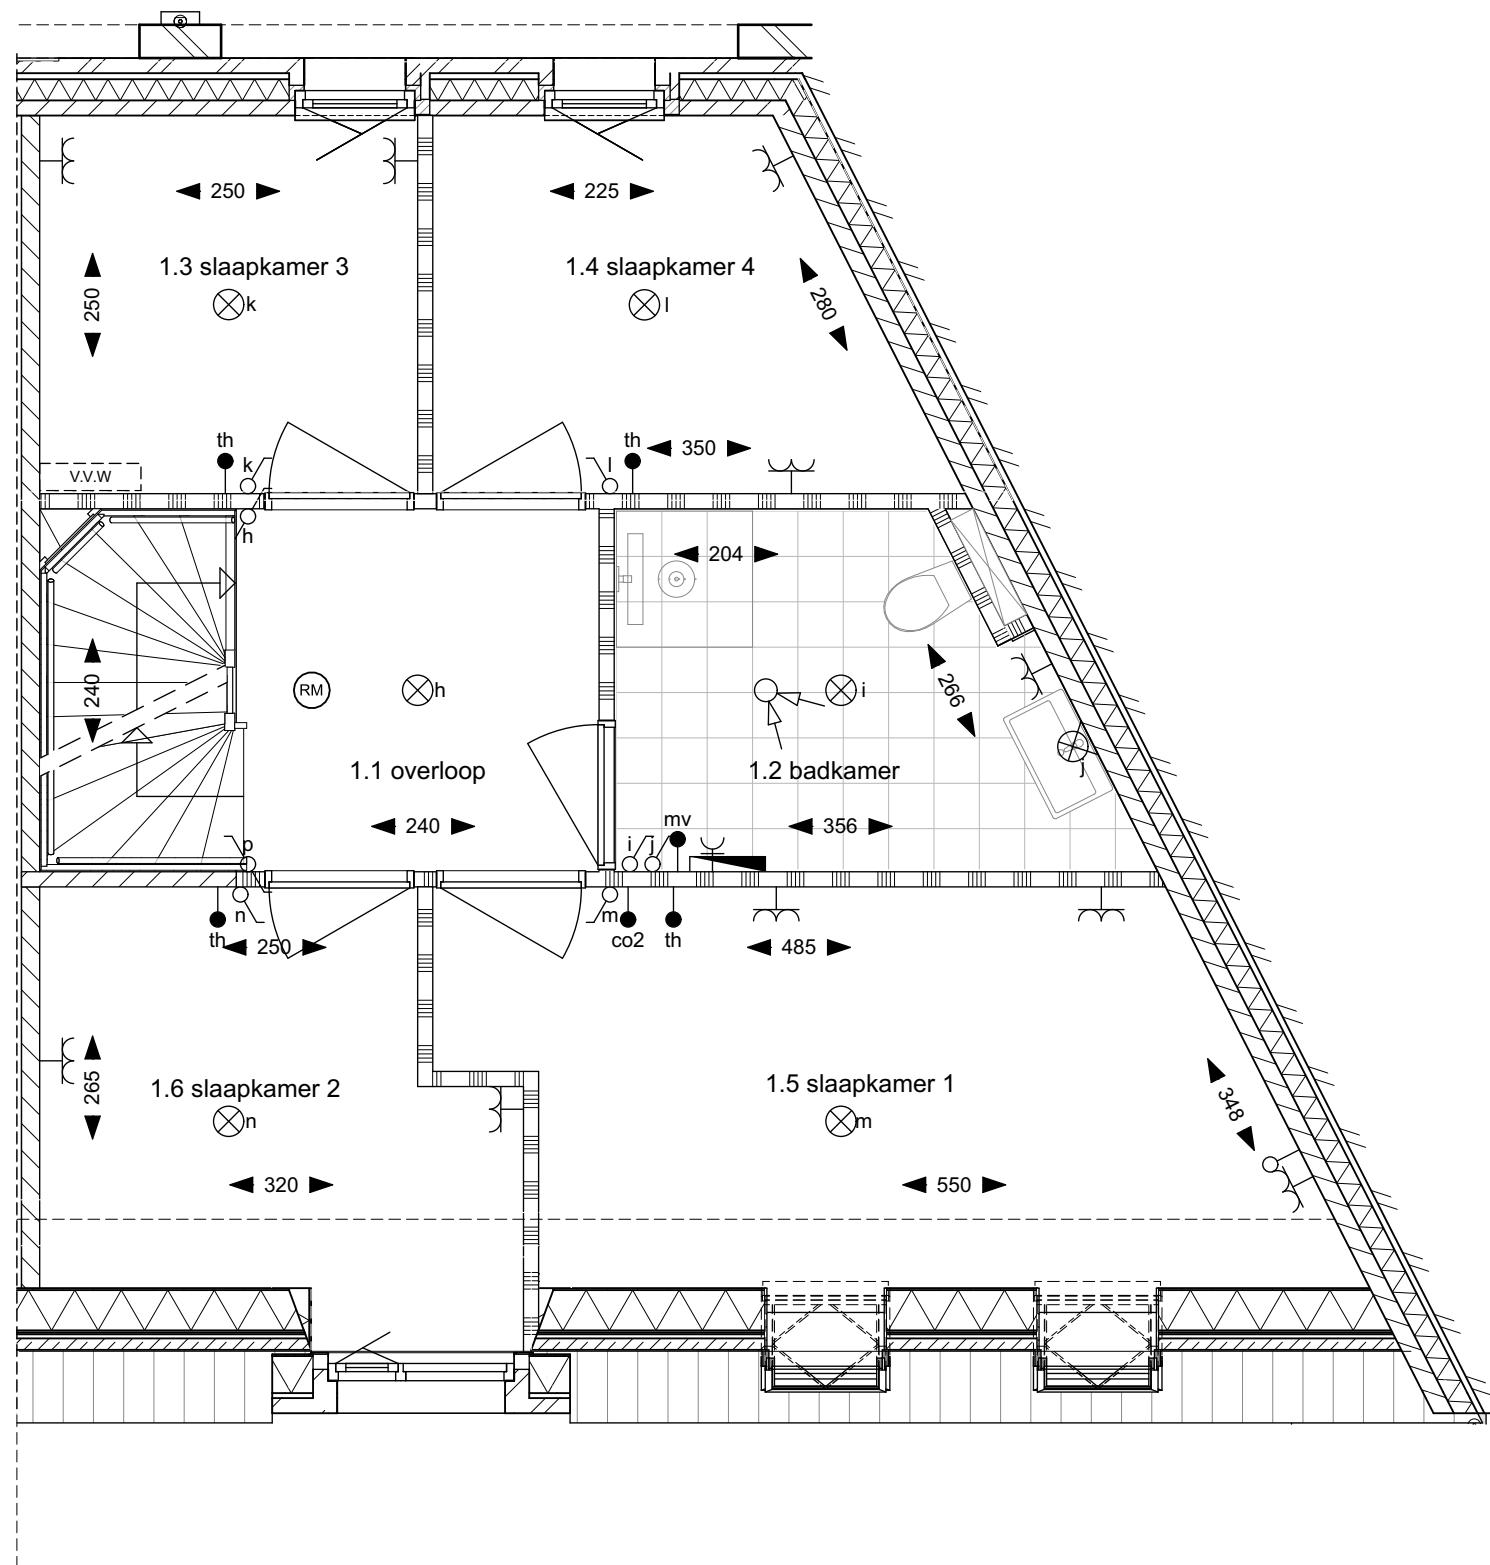 250
225
1.3 slaapkamer 3
1.4 slaapkamer 4
250
k
l
280
th
k
l
th
350
V.V.W
h
204
240
RM
h
i
266
1.1 overloop
1.2 badkamer
j
240
mv
356
p
i
j
n
m
th
250
co2
th
485
265
1.6 slaapkamer 2
1.5 slaapkamer 1
n
m
348
320
550